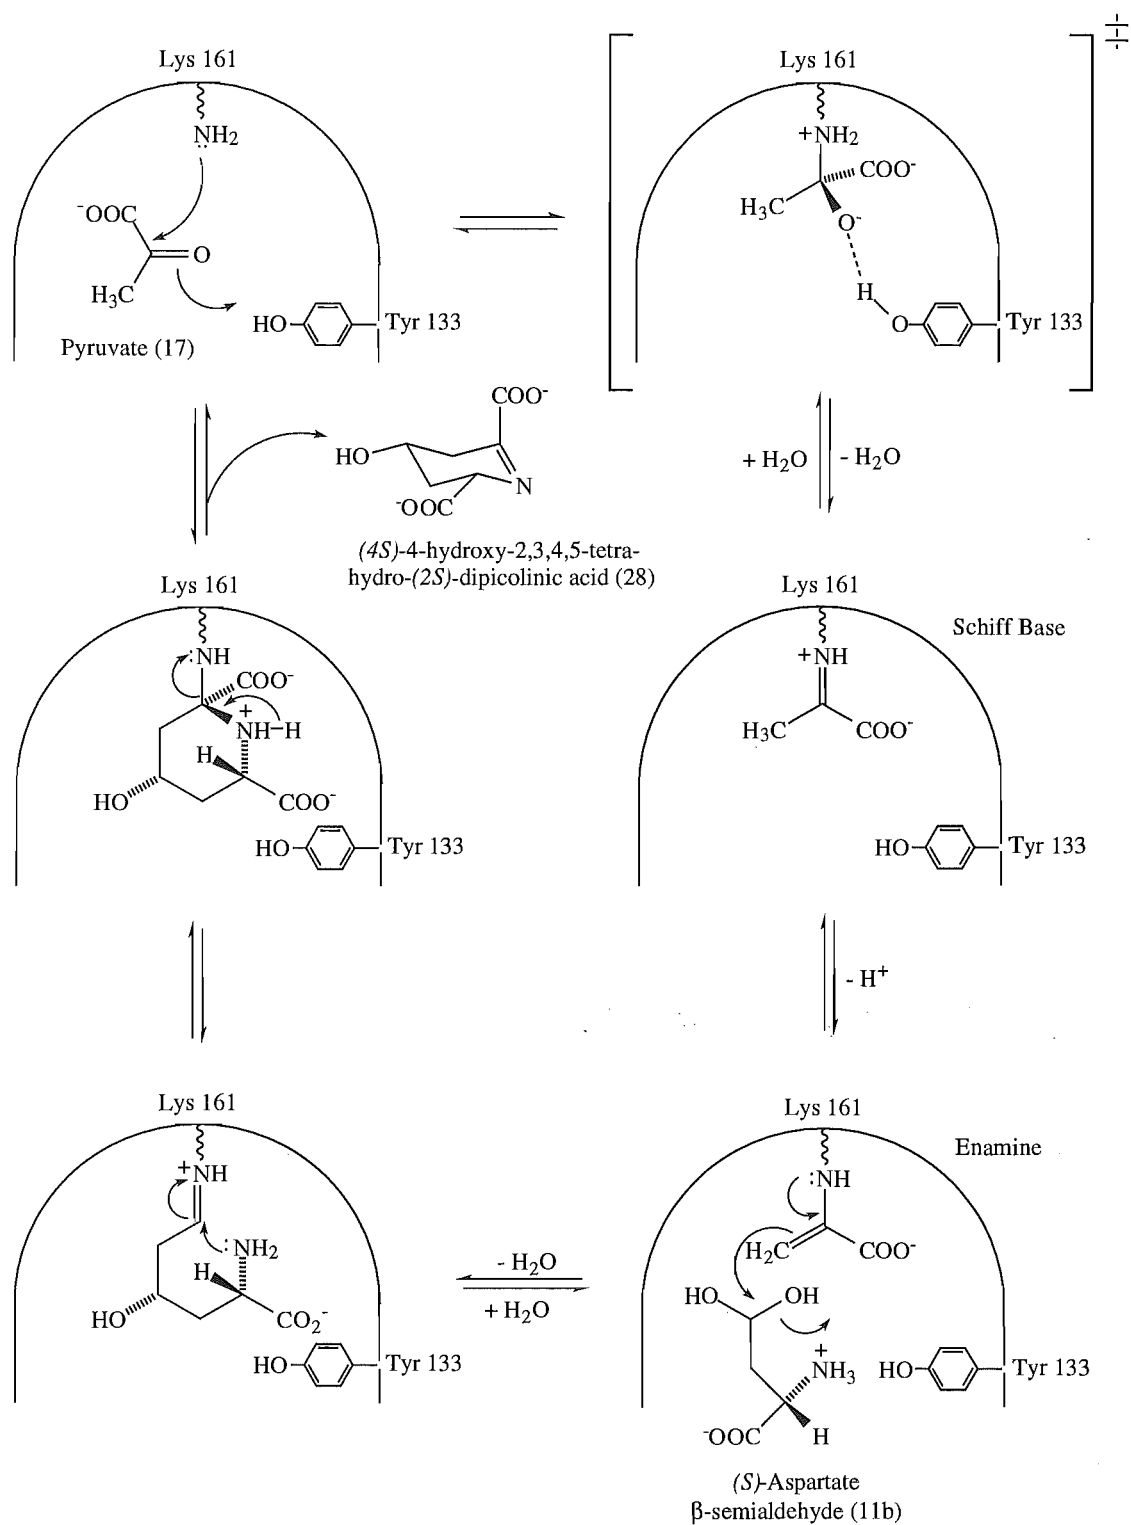 Lys 161
NH2
-OOC
O
H3C
HO
Tyr 133
Pyruvate (17)
Lys 161
+NH2
COO-
H3C
O-
H
O
Tyr 133
‡
COO-
HO
-OOC
N
(4S)-4-hydroxy-2,3,4,5-tetra-
hydro-(2S)-dipicolinic acid (28)
+ H2O
- H2O
Lys 161
:NH
COO-
+
NH-H
H
HO
COO-
HO
Tyr 133
Lys 161
Schiff Base
+NH
H3C
COO-
HO
Tyr 133
- H+
Lys 161
+NH
:NH2
H
HO
CO2-
HO
Tyr 133
- H2O
+ H2O
Lys 161
Enamine
:NH
H2C
COO-
HO
OH
+
NH3
HO
Tyr 133
-OOC
H
(S)-Aspartate
β-semialdehyde (11b)